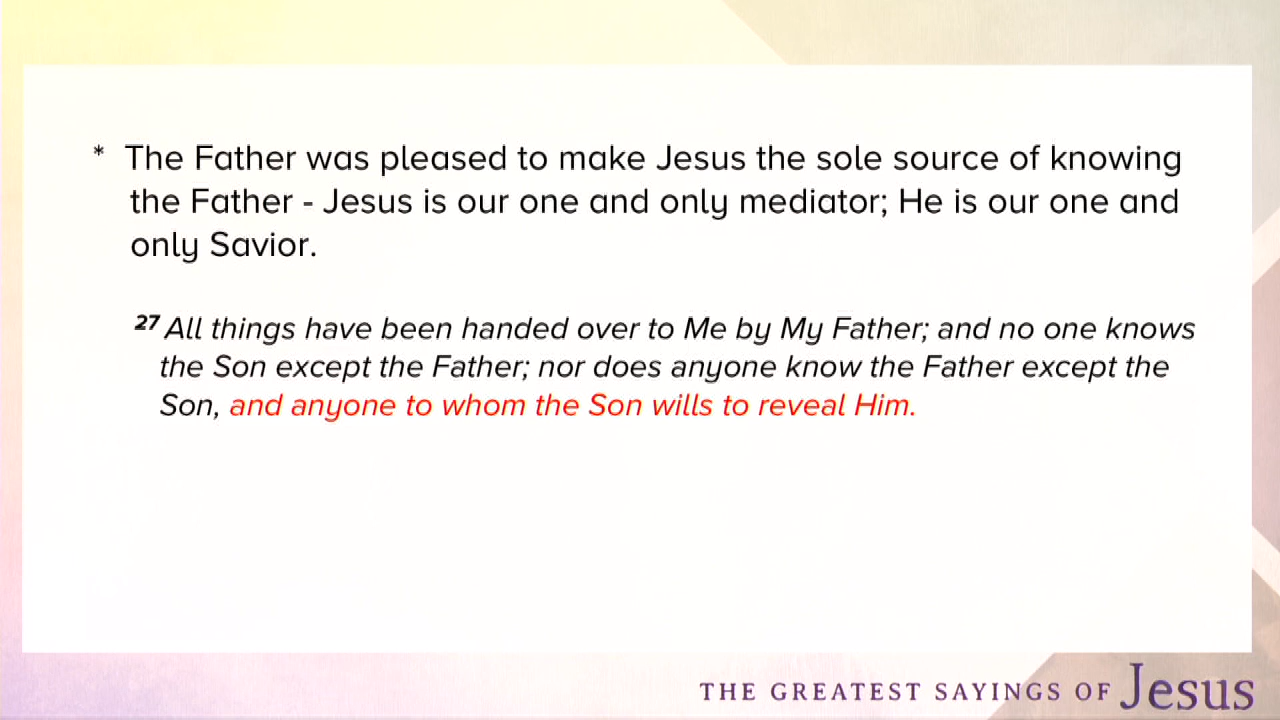 * The Father was pleased to make Jesus the sole source of knowing
the Father - Jesus is our one and only mediator; He is our one and
only Savior.
27 All things have been handed over to Me by My Father; and no one knows
the Son except the Father; nor does anyone know the Father except the
Son, and anyone to whom the Son wills to reveal Him.
THE GREATEST SAYINGS OF Jesus